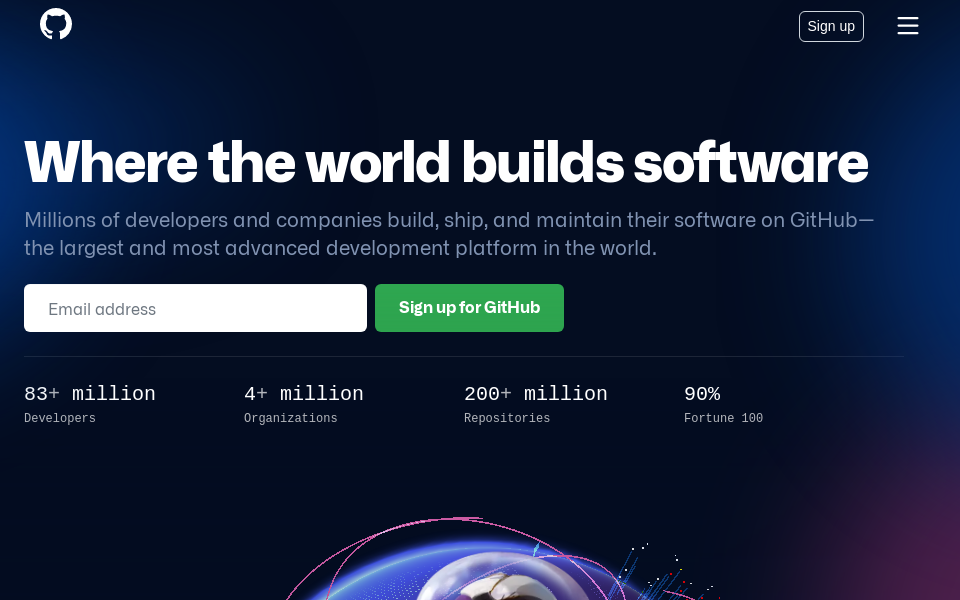 Sign up
Where the world builds software
Millions of developers and companies build, ship, and maintain their software on GitHub—
the largest and most advanced development platform in the world.
Email address
Sign up for GitHub
83+ million
Developers
4+ million
Organizations
200+ million
Repositories
90%
Fortune 100